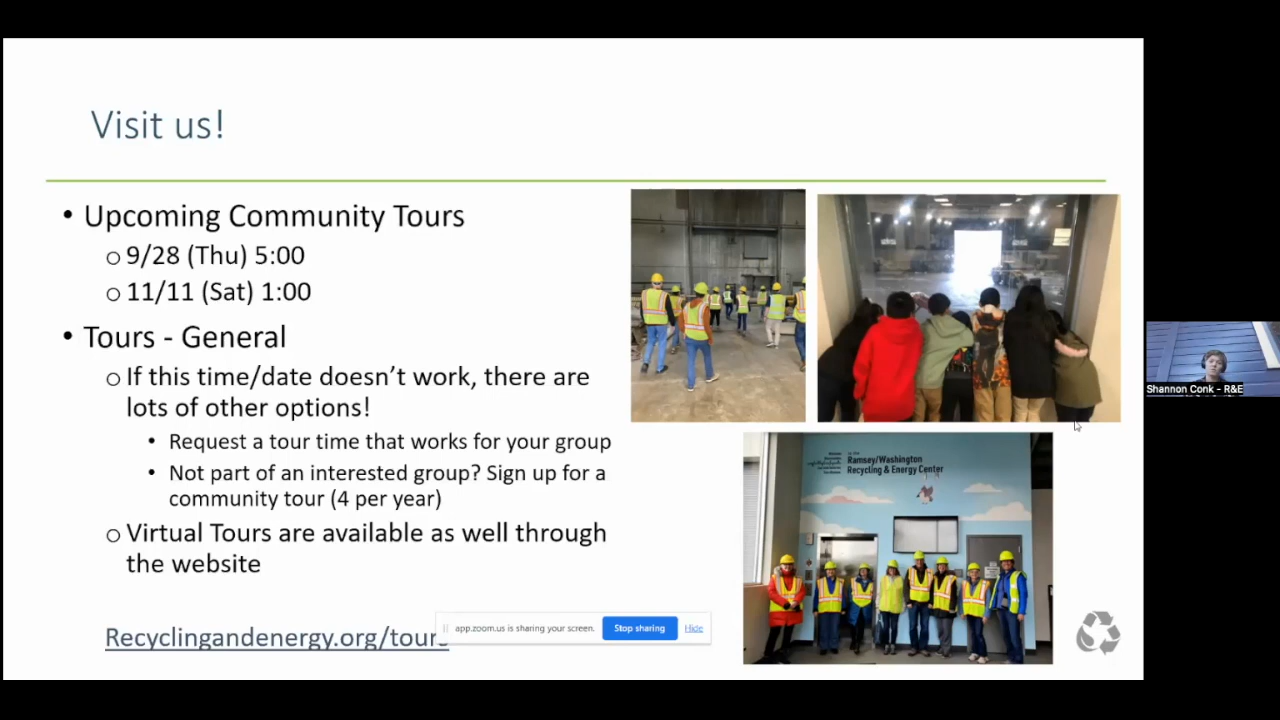 Visit us!
• Upcoming Community Tours
o 9/28 (Thu) 5:00
o 11/11 (Sat) 1:00
• Tours - General
o If this time/date doesn't work, there are
lots of other options!
• Request a tour time that works for your group
• Not part of an interested group? Sign up for a
community tour (4 per year)
o Virtual Tours are available as well through
the website
Recyclingandenergy.org/tours
app.zoom.us is sharing your screen.
Stop sharing
Hide
Ramsey/Washington
Recycling & Energy Center
Shannon Conk - R&E